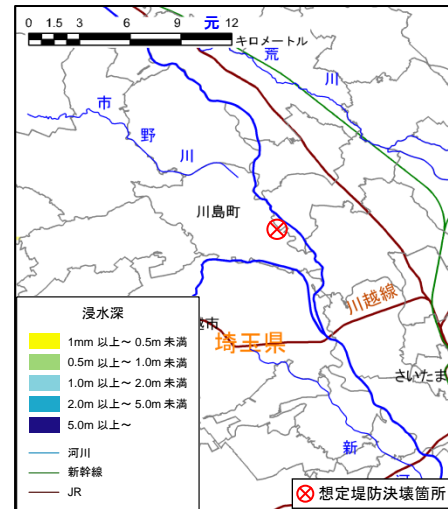 0 1.5 3 6 9 12
キロメートル
元
荒
川
市
野
川
川島町
川越線
越市
埼玉県
さいたま
新
河
浸水深
1mm 以上～ 0.5m 未満
0.5m 以上～ 1.0m 未満
1.0m 以上～ 2.0m 未満
2.0m 以上～ 5.0m 未満
5.0m 以上～
河川
新幹線
JR
想定堤防決壊箇所